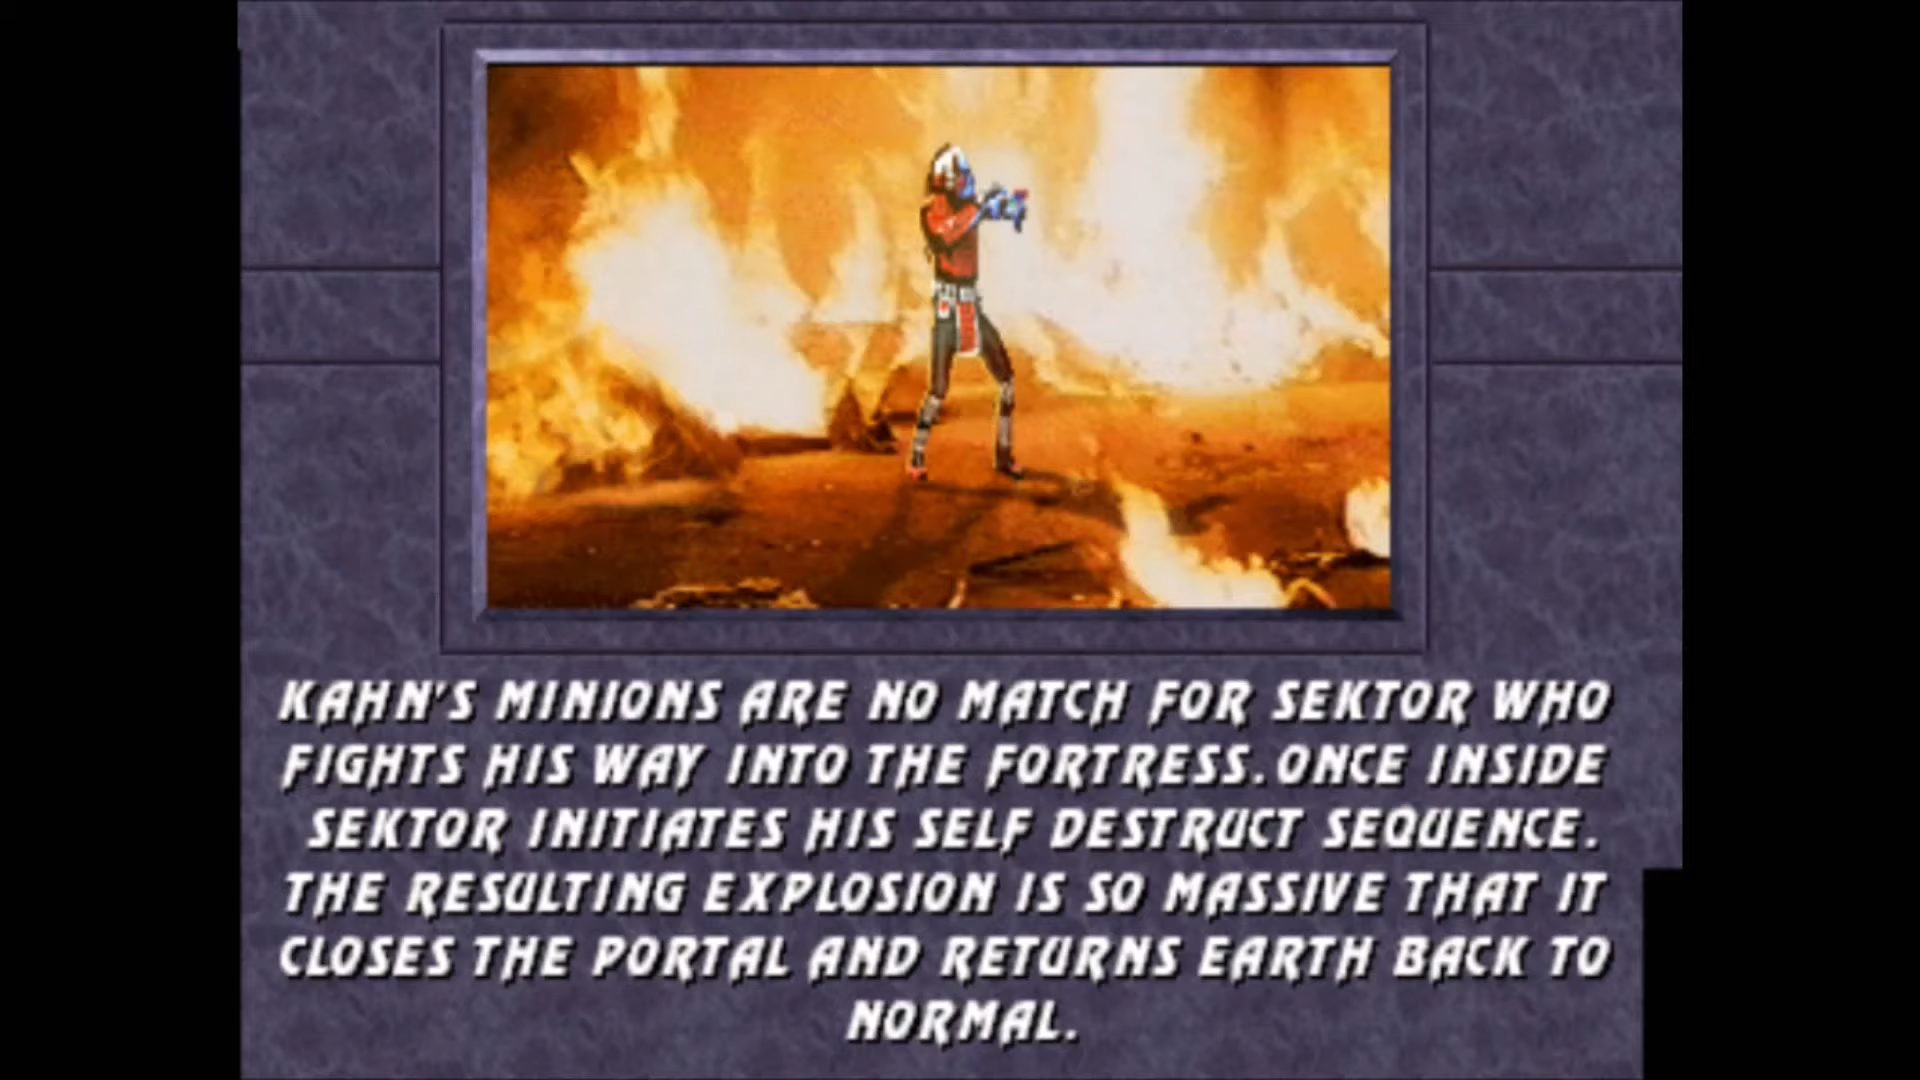 KAHN'S MINIONS ARE NO MATCH FOR SEKTOR WHO
FIGHTS HIS WAY INTO THE FORTRESS.ONCE INSIDE
SEKTOR INITIATES HIS SELF DESTRUCT SEQUENCE.
THE RESULTING EXPLOSION IS SO MASSIVE THAT IT
CLOSES THE PORTAL AND RETURNS EARTH BACK TO
NORMAL.